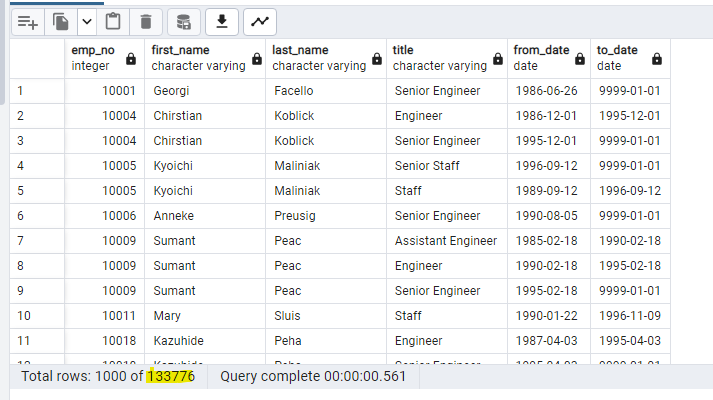 emp_no first_name last_name title from_date to_date
integer character varying character varying character varying date date
1 10001 Georgi Facello Senior Engineer 1986-06-26 9999-01-01
2 10004 Chirstian Koblick Engineer 1986-12-01 1995-12-01
3 10004 Chirstian Koblick Senior Engineer 1995-12-01 9999-01-01
4 10005 Kyoichi Maliniak Senior Staff 1996-09-12 9999-01-01
5 10005 Kyoichi Maliniak Staff 1989-09-12 1996-09-12
6 10006 Anneke Preusig Senior Engineer 1990-08-05 9999-01-01
7 10009 Sumant Peac Assistant Engineer 1985-02-18 1990-02-18
8 10009 Sumant Peac Engineer 1990-02-18 1995-02-18
9 10009 Sumant Peac Senior Engineer 1995-02-18 9999-01-01
10 10011 Mary Sluis Staff 1990-01-22 1996-11-09
11 10018 Kazuhide Peha Engineer 1987-04-03 1995-04-03
Total rows: 1000 of 133776 Query complete 00:00:00.561